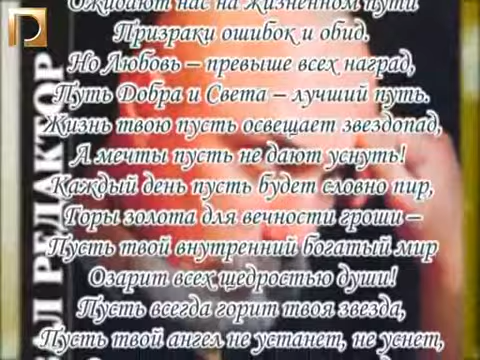 Ожидают нас на жизненном пути
Призраки ошибок и обид.
Но Любовь – превыше всех наград,
Путь Добра и Света – лучший путь.
Жизнь твою пусть освещает звездопад,
А мечты пусть не дают уснуть!
Каждый день пусть будет словно пир,
Горы золота для вечности гроши –
Пусть твой внутренний богатый мир
Озарит всех щедростью души!
Пусть всегда горит твоя звезда,
Пусть твой ангел не устанет, не уснет,
РЕДАКТОР